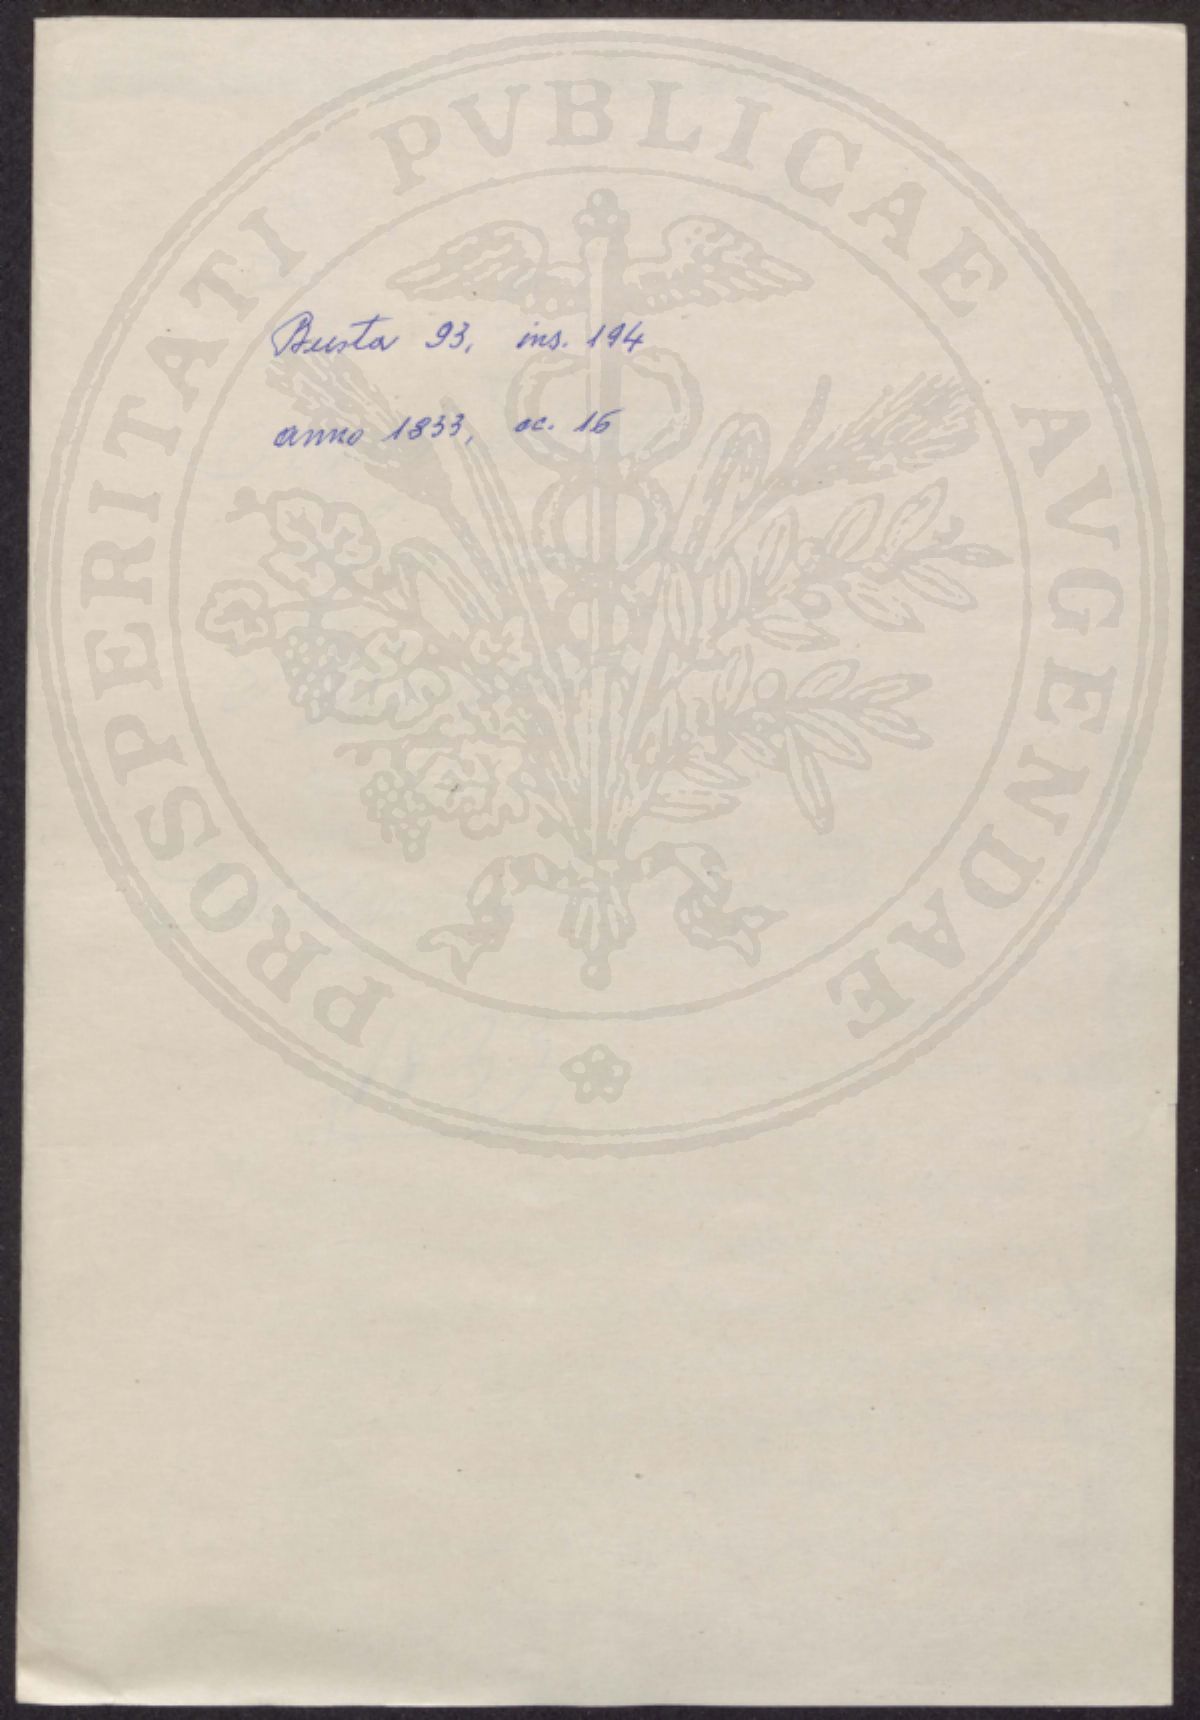 Busta 93, ins. 194
anno 1833, cc. 16
PROSPERITATI PVBLICAE AVGENDAE